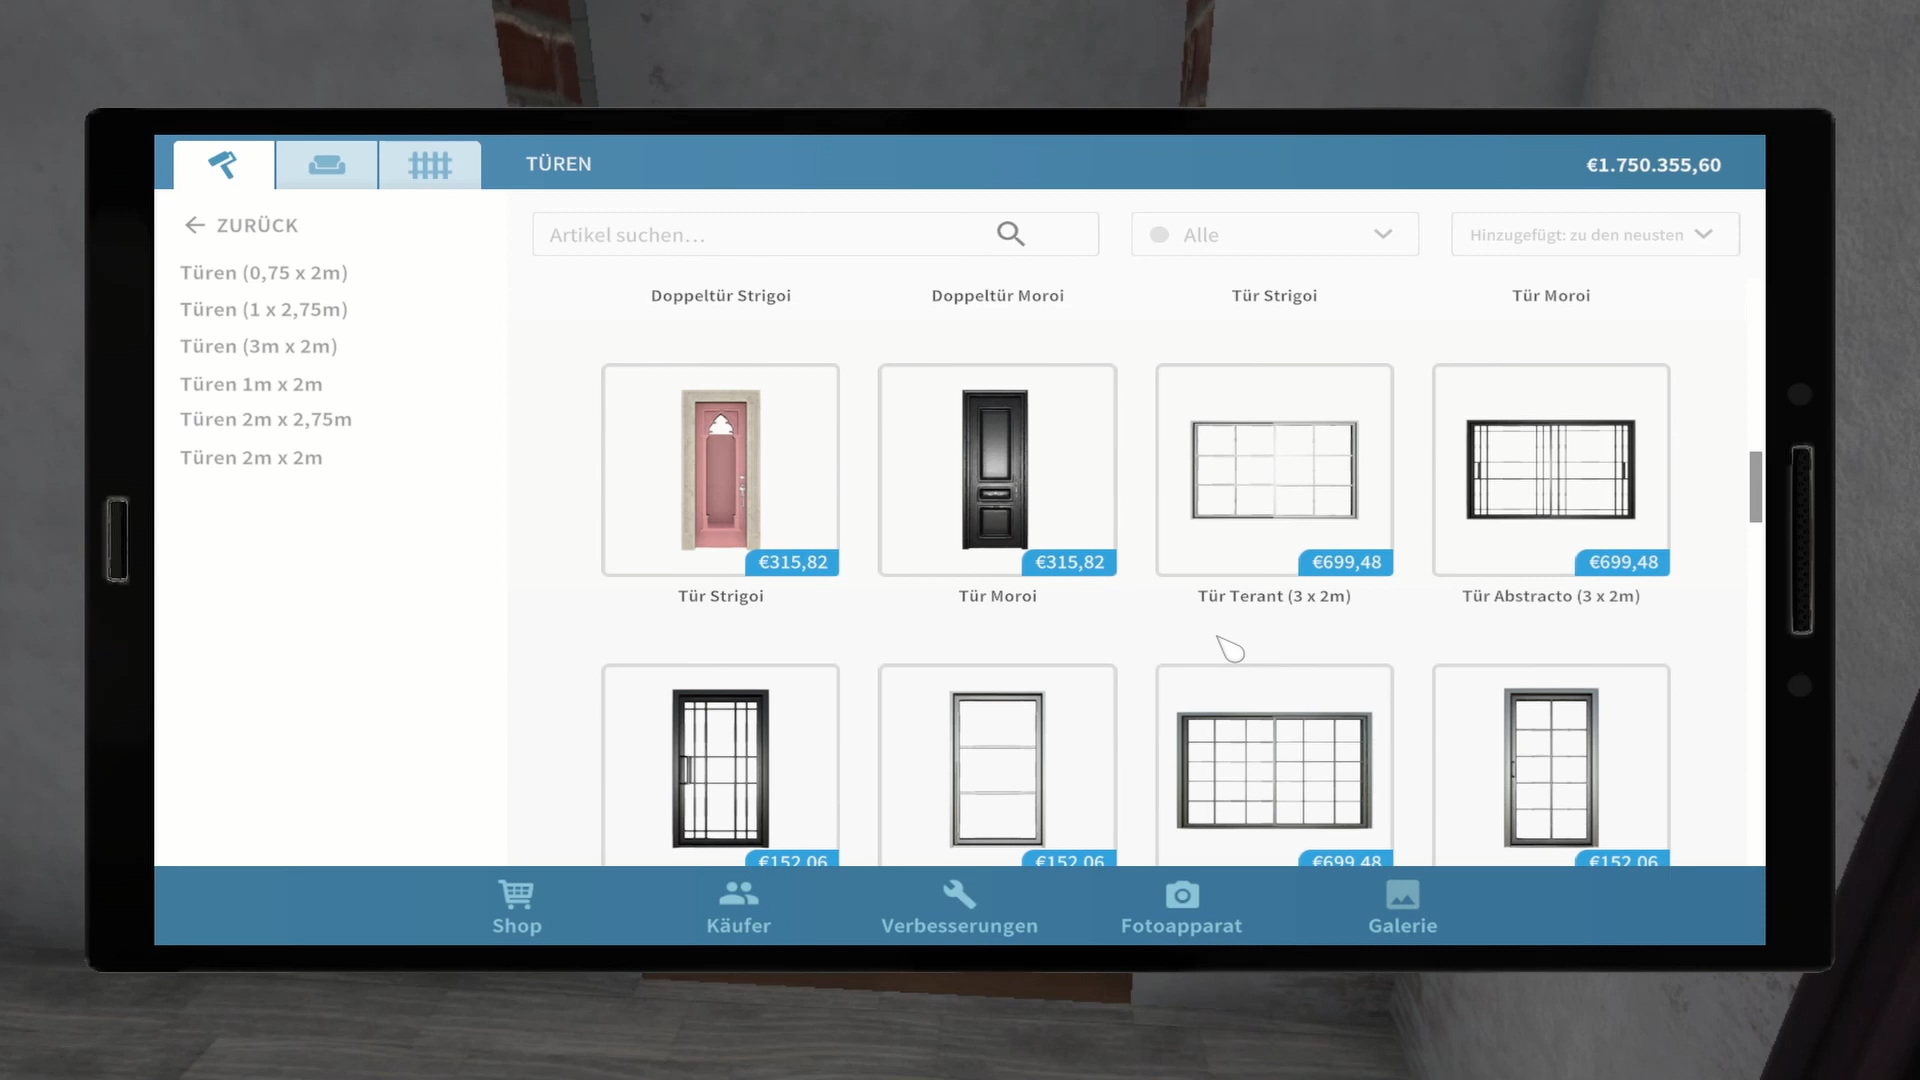 TÜREN
€1.750.355,60
ZURÜCK
Artikel suchen…
Alle
Hinzugefügt: zu den neusten
Türen (0,75 x 2m)
Türen (1 x 2,75m)
Türen (3m x 2m)
Türen 1m x 2m
Türen 2m x 2,75m
Türen 2m x 2m
Doppeltür Strigoi
Doppeltür Moroi
Tür Strigoi
Tür Moroi
€315,82
€315,82
€699,48
€699,48
Tür Strigoi
Tür Moroi
Tür Terant (3 x 2m)
Tür Abstracto (3 x 2m)
€152,06
€152,06
€699,48
€152,06
Shop
Käufer
Verbesserungen
Fotoapparat
Galerie